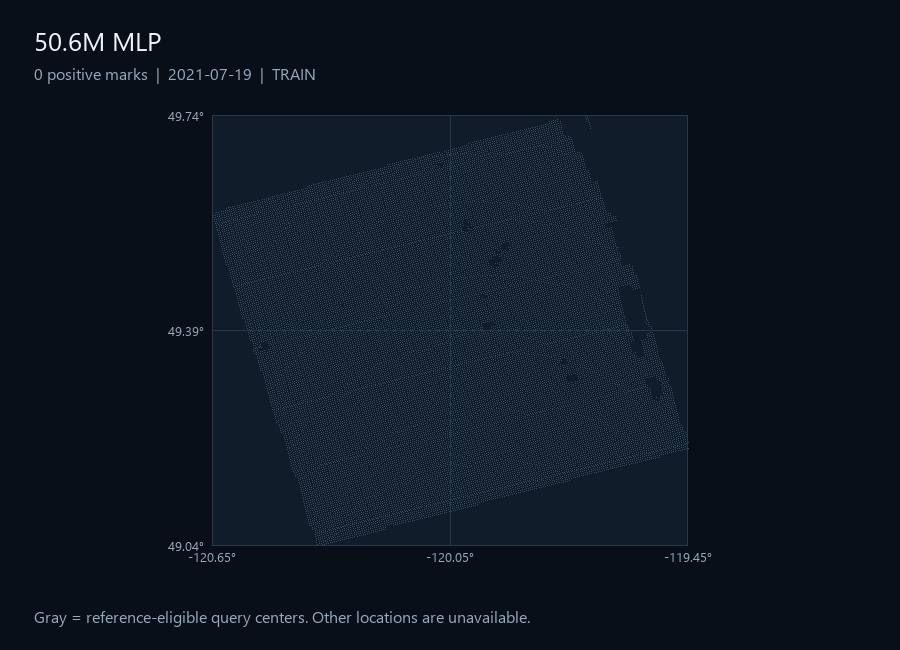 50.6M MLP
0 positive marks | 2021-07-19 | TRAIN
49.74°
49.39°
49.04°
-120.65°
-120.05°
-119.45°
Gray = reference-eligible query centers. Other locations are unavailable.